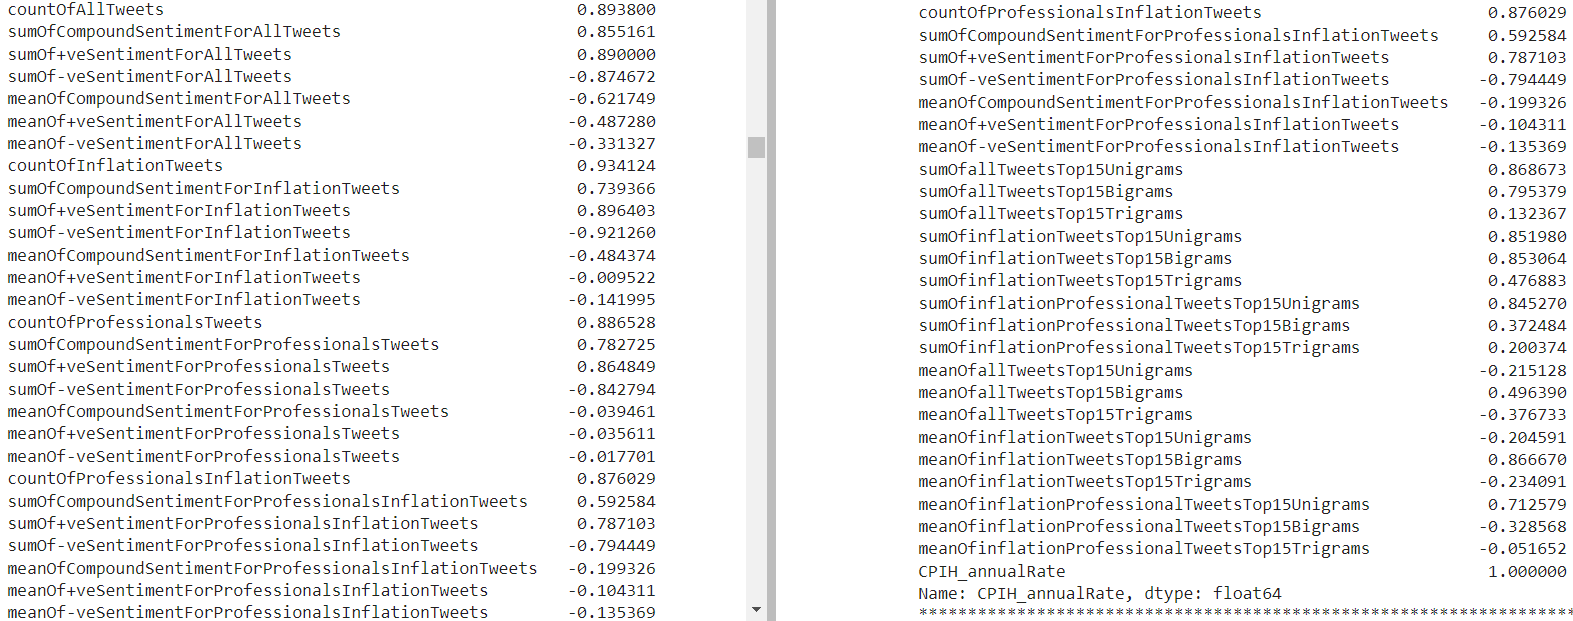 countOfAllTweets 0.893800
sumOfCompoundSentimentForAllTweets 0.855161
sumOf+veSentimentForAllTweets 0.890000
sumOf-veSentimentForAllTweets -0.874672
meanOfCompoundSentimentForAllTweets -0.621749
meanOf+veSentimentForAllTweets -0.487280
meanOf-veSentimentForAllTweets -0.331327
countOfInflationTweets 0.934124
sumOfCompoundSentimentForInflationTweets 0.739366
sumOf+veSentimentForInflationTweets 0.896403
sumOf-veSentimentForInflationTweets -0.921260
meanOfCompoundSentimentForInflationTweets -0.484374
meanOf+veSentimentForInflationTweets -0.009522
meanOf-veSentimentForInflationTweets -0.141995
countOfProfessionalsTweets 0.886528
sumOfCompoundSentimentForProfessionalsTweets 0.782725
sumOf+veSentimentForProfessionalsTweets 0.864849
sumOf-veSentimentForProfessionalsTweets -0.842794
meanOfCompoundSentimentForProfessionalsTweets -0.039461
meanOf+veSentimentForProfessionalsTweets -0.035611
meanOf-veSentimentForProfessionalsTweets -0.017701
countOfProfessionalsInflationTweets 0.876029
sumOfCompoundSentimentForProfessionalsInflationTweets 0.592584
sumOf+veSentimentForProfessionalsInflationTweets 0.787103
sumOf-veSentimentForProfessionalsInflationTweets -0.794449
meanOfCompoundSentimentForProfessionalsInflationTweets -0.199326
meanOf+veSentimentForProfessionalsInflationTweets -0.104311
meanOf-veSentimentForProfessionalsInflationTweets -0.135369
countOfProfessionalsInflationTweets 0.876029
sumOfCompoundSentimentForProfessionalsInflationTweets 0.592584
sumOf+veSentimentForProfessionalsInflationTweets 0.787103
sumOf-veSentimentForProfessionalsInflationTweets -0.794449
meanOfCompoundSentimentForProfessionalsInflationTweets -0.199326
meanOf+veSentimentForProfessionalsInflationTweets -0.104311
meanOf-veSentimentForProfessionalsInflationTweets -0.135369
sumOfallTweetsTop15Unigrams 0.868673
sumOfallTweetsTop15Bigrams 0.795379
sumOfallTweetsTop15Trigrams 0.132367
sumOfinflationTweetsTop15Unigrams 0.851980
sumOfinflationTweetsTop15Bigrams 0.853064
sumOfinflationTweetsTop15Trigrams 0.476883
sumOfinflationProfessionalTweetsTop15Unigrams 0.845270
sumOfinflationProfessionalTweetsTop15Bigrams 0.372484
sumOfinflationProfessionalTweetsTop15Trigrams 0.200374
meanOfallTweetsTop15Unigrams -0.215128
meanOfallTweetsTop15Bigrams 0.496390
meanOfallTweetsTop15Trigrams -0.376733
meanOfinflationTweetsTop15Unigrams -0.204591
meanOfinflationTweetsTop15Bigrams 0.866670
meanOfinflationTweetsTop15Trigrams -0.234091
meanOfinflationProfessionalTweetsTop15Unigrams 0.712579
meanOfinflationProfessionalTweetsTop15Bigrams -0.328568
meanOfinflationProfessionalTweetsTop15Trigrams -0.051652
CPIH_annualRate 1.000000
Name: CPIH_annualRate, dtype: float64
*******************************************************************